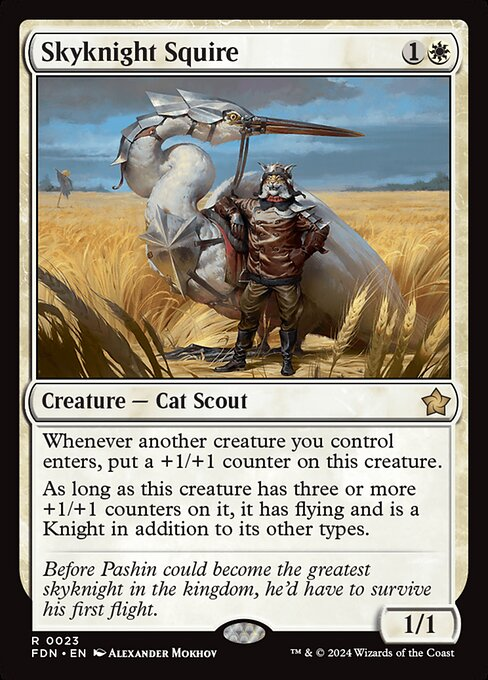 Skyknight Squire 1
Creature — Cat Scout
Whenever another creature you control
enters, put a +1/+1 counter on this creature.
As long as this creature has three or more
+1/+1 counters on it, it has flying and is a
Knight in addition to its other types.
Before Pashin could become the greatest
skyknight in the kingdom, he'd have to survive
his first flight.
1/1
R 0023
FDN • EN Alexander Mokhov
™ & © 2024 Wizards of the Coast